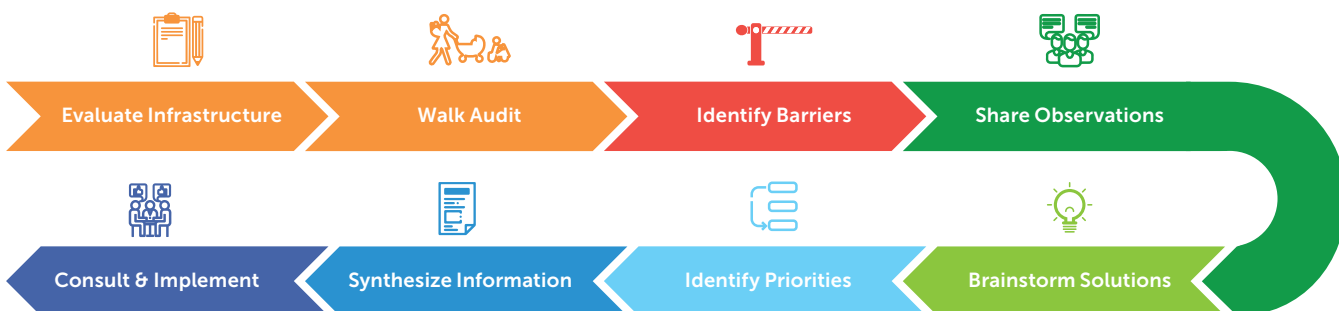 Evaluate Infrastructure
Walk Audit
Identify Barriers
Share Observations
Brainstorm Solutions
Identify Priorities
Synthesize Information
Consult & Implement